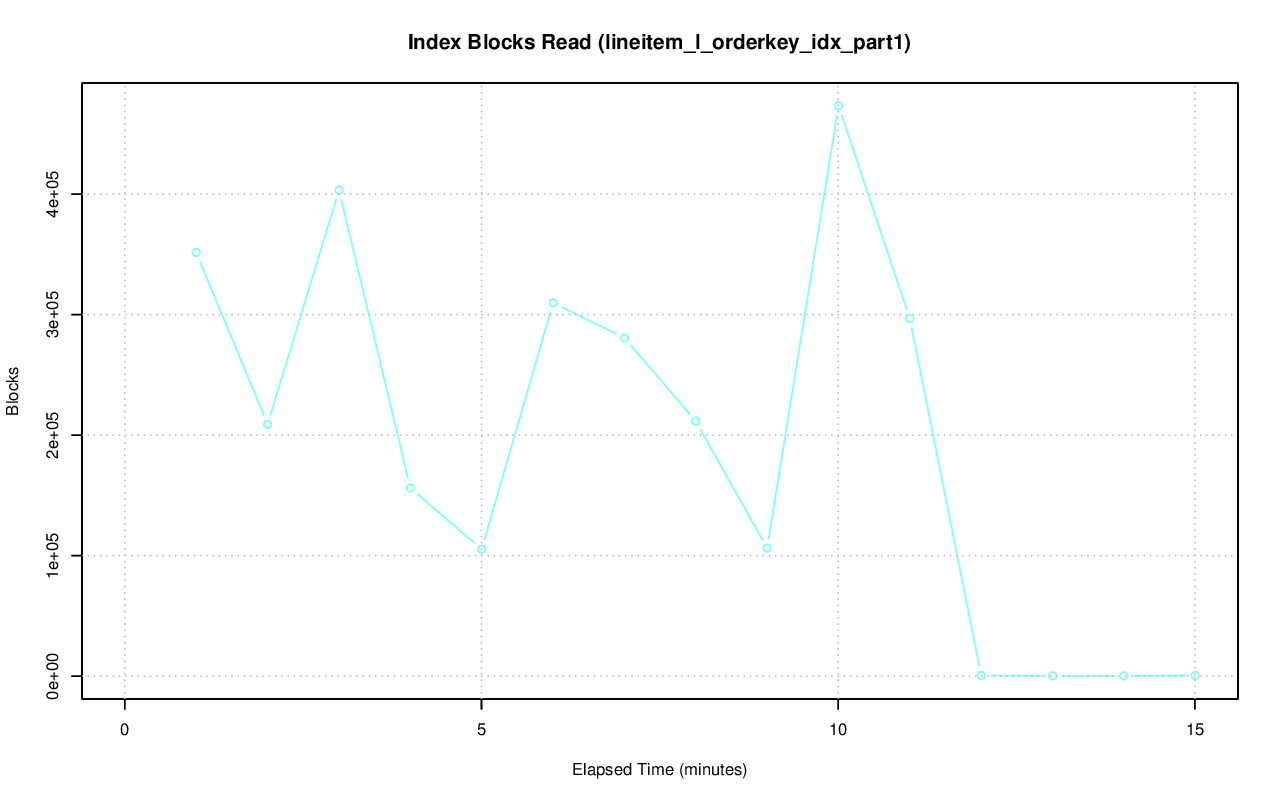 Index Blocks Read (lineitem_l_orderkey_idx_part1)
Blocks
4e+05
3e+05
2e+05
1e+05
0e+00
0 5 10 15
Elapsed Time (minutes)